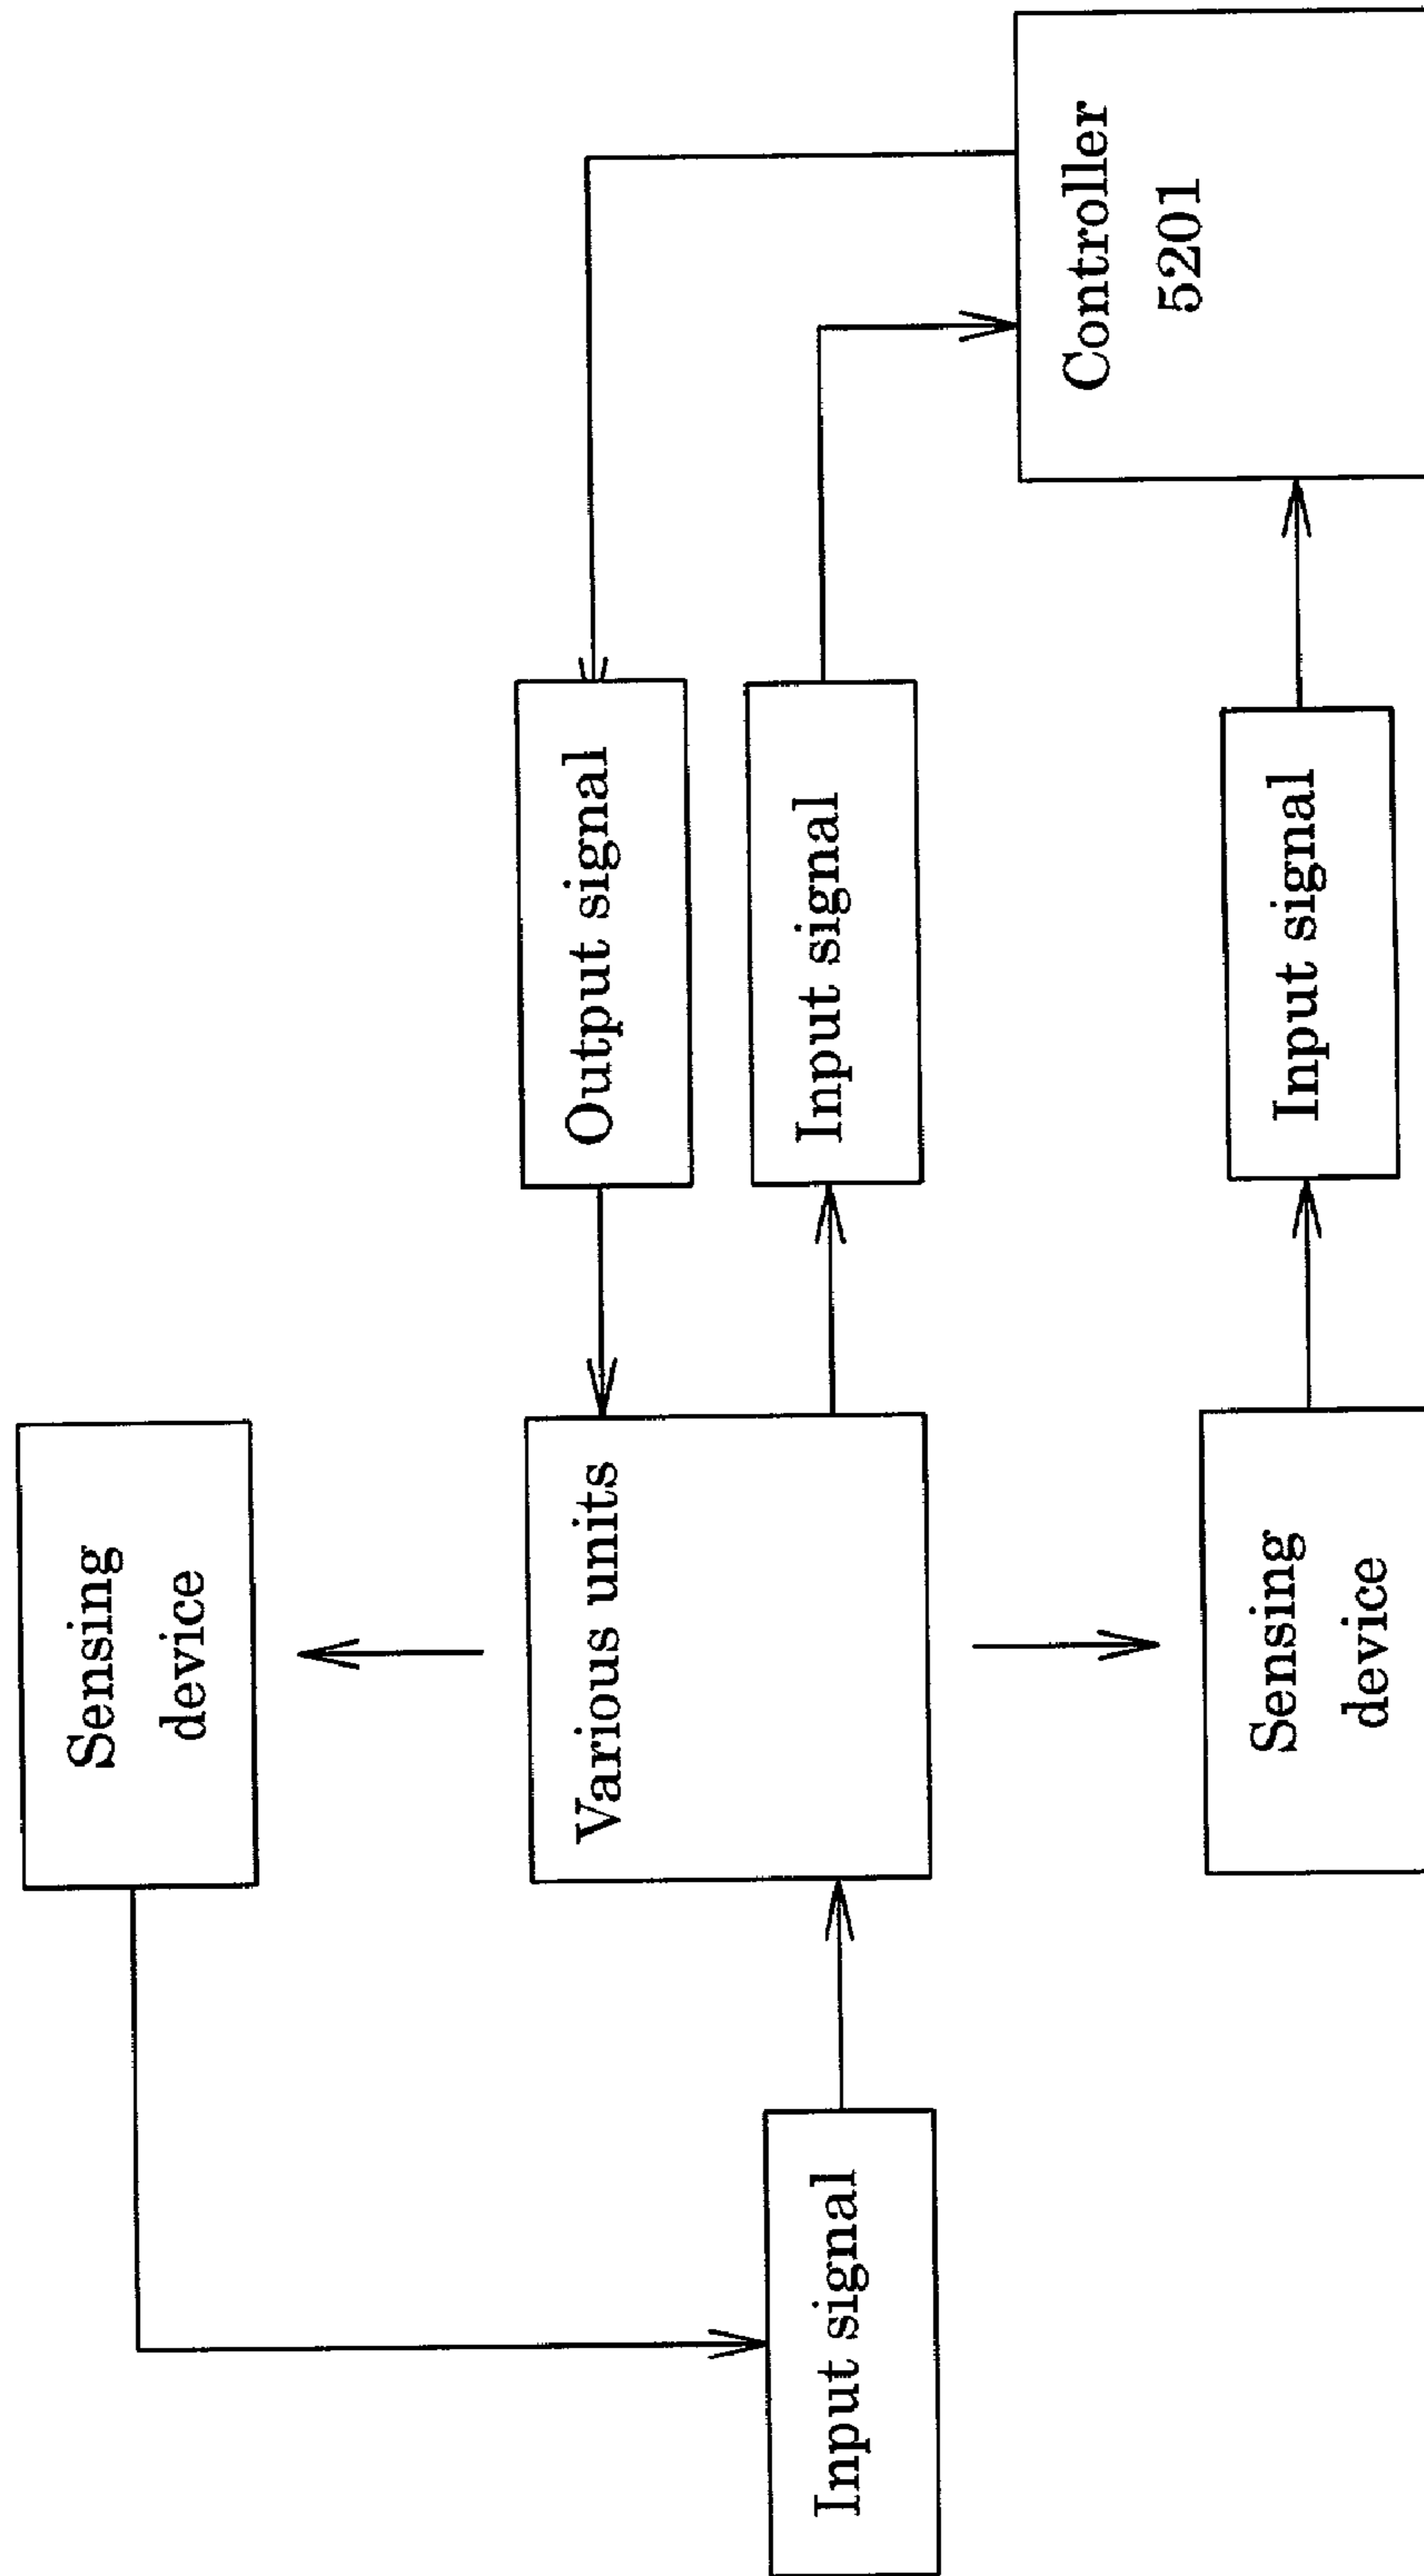 Sensing
device
Various units
Output signal
Input signal
Input signal
Controller
5201
Sensing
device
Input signal